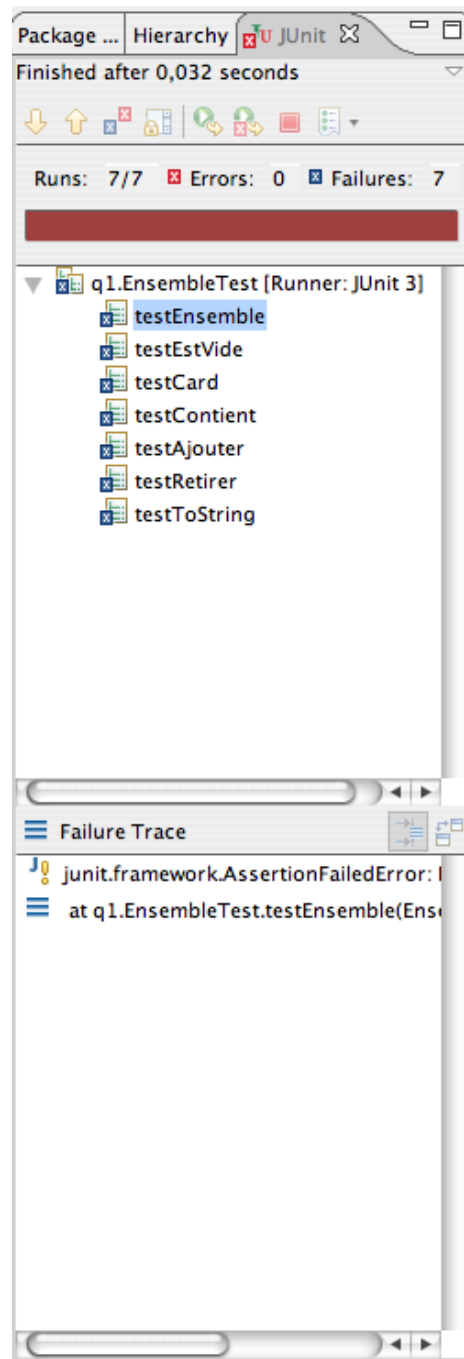 Package ... Hierarchy JUnit
Finished after 0,032 seconds
Runs: 7/7 Errors: 0 Failures: 7
q1.EnsembleTest [Runner: JUnit 3]
testEnsemble
testEstVide
testCard
testContient
testAjouter
testRetirer
testToString
Failure Trace
junit.framework.AssertionFailedError:
at q1.EnsembleTest.testEnsemble(Ense